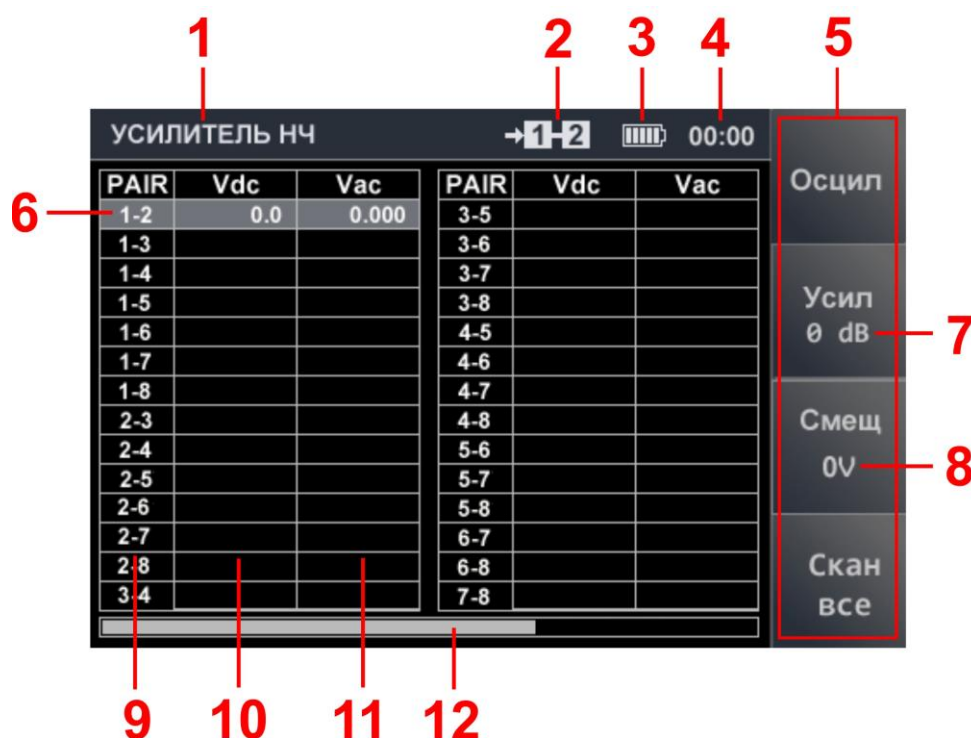 1 2 3 4 5
УСИЛИТЕЛЬ НЧ →1-2 00:00
Осцил
PAIR Vdc Vac PAIR Vdc Vac
6 1-2 0.0 0.000 3-5
1-3 3-6
1-4 3-7
1-5 3-8
Усил
1-6 4-5
0 dB 7
1-7 4-6
1-8 4-7
2-3 4-8
Смещ
2-4 5-6
0V 8
2-5 5-7
2-6 5-8
2-7 6-7
2-8 6-8
Скан
3-4 7-8
все
9 10 11 12